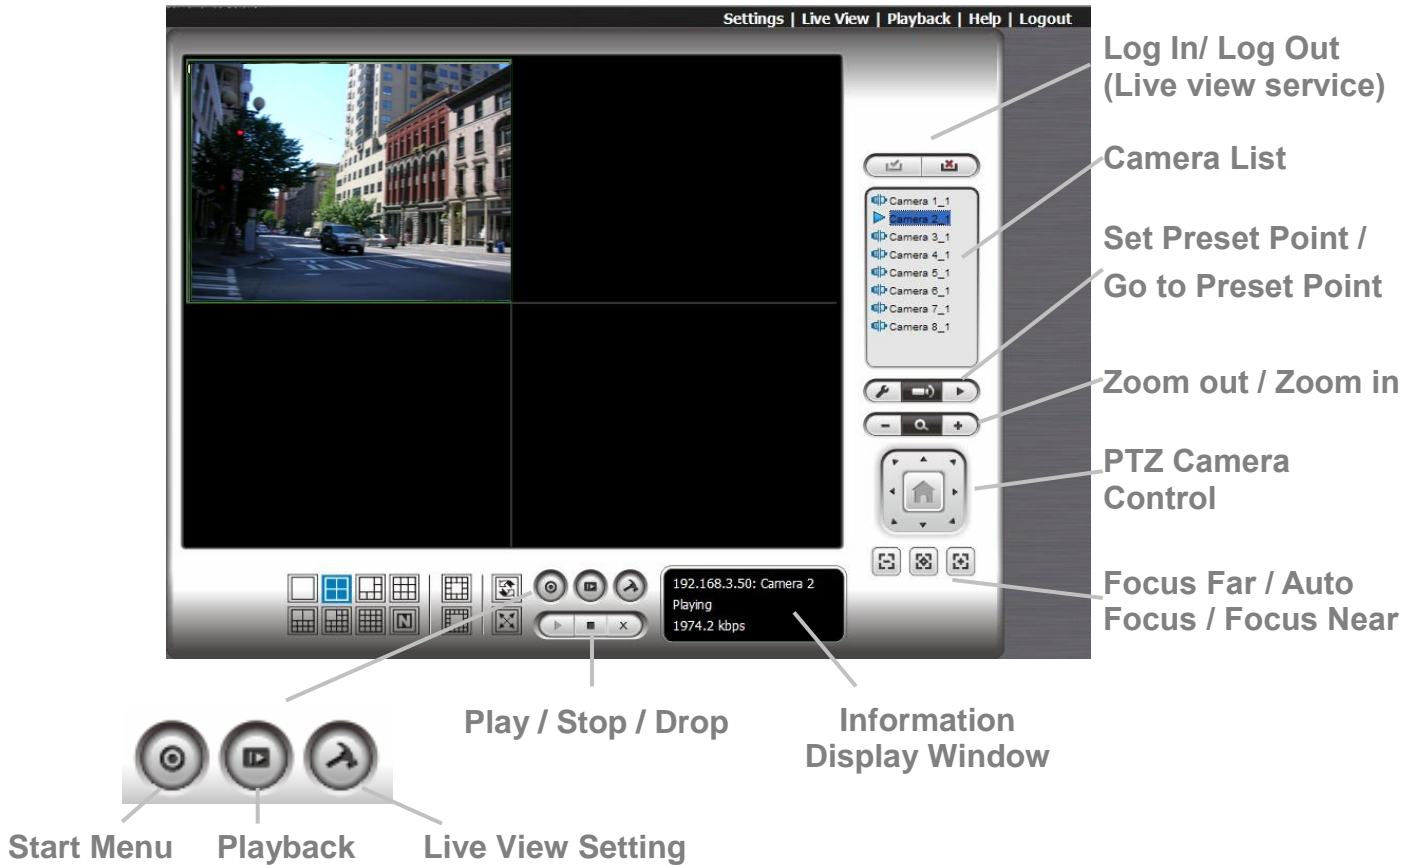 Settings | Live View | Playback | Help | Logout
Log In/ Log Out
(Live view service)
Camera List
Camera 1_1
Camera 2_1
Camera 3_1
Camera 4_1
Camera 5_1
Camera 6_1
Camera 7_1
Camera 8_1
Set Preset Point /
Go to Preset Point
Zoom out / Zoom in
PTZ Camera
Control
Focus Far / Auto
Focus / Focus Near
192.168.3.50: Camera 2
Playing
1974.2 kbps
N
X
Play / Stop / Drop
Information
Display Window
Start Menu
Playback
Live View Setting